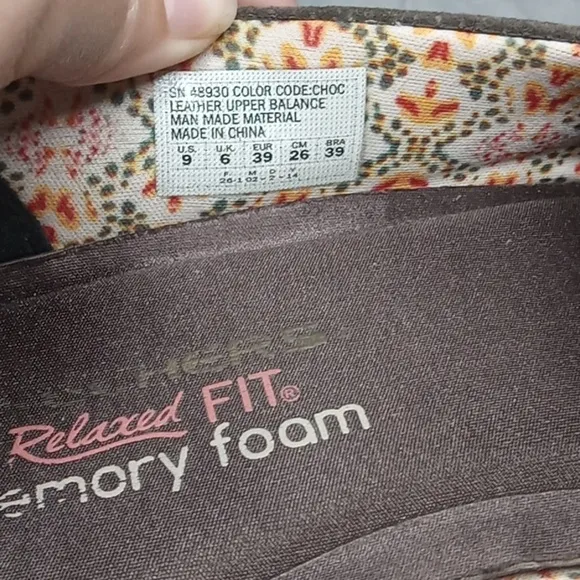 SN 48930 COLOR CODE:CHOC
LEATHER UPPER BALANCE
MAN MADE MATERIAL
MADE IN CHINA
U.S. U.K. EUR CM BRA
9 6 39 26 39
F M D Y
Relaxed FIT®
emory foam